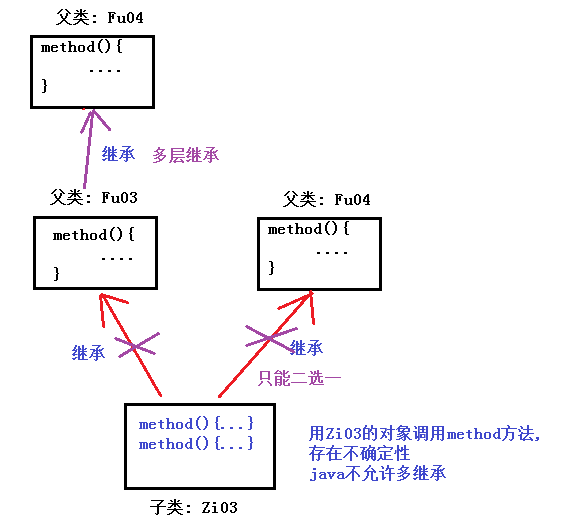 父类: Fu04
method(){
....
}
继承 多层继承
父类: Fu03 父类: Fu04
method(){
....
}
method(){
....
}
继承 继承
只能二选一
method(){...}
method(){...}
子类: Zi03
用Zi03的对象调用method方法,
存在不确定性
java不允许多继承